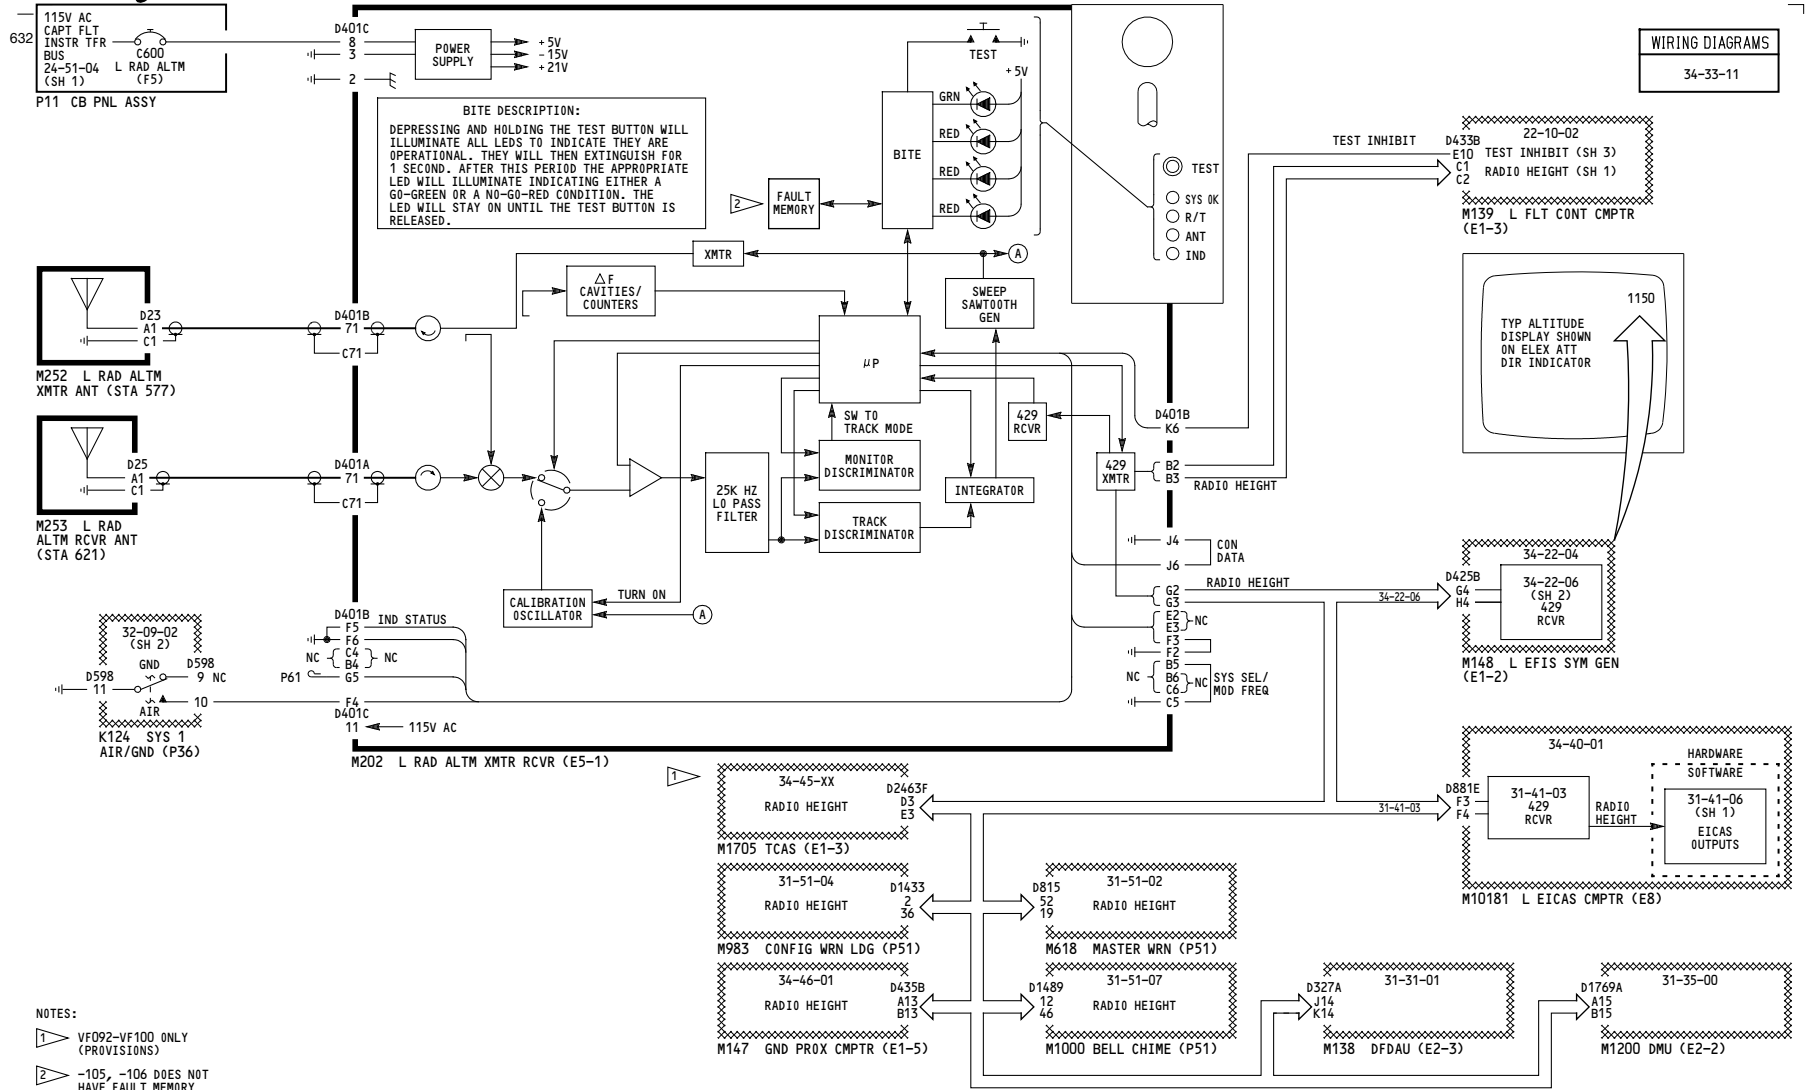 115V AC
CAPT FLT
INSTR TFR
BUS
24-51-04
(SH 1)
632
C600
L RAD ALTM
(F5)
P11 CB PNL ASSY
D401C
8
3
2
POWER
SUPPLY
+5V
-15V
+21V
BITE DESCRIPTION:
DEPRESSING AND HOLDING THE TEST BUTTON WILL
ILLUMINATE ALL LEDS TO INDICATE THEY ARE
OPERATIONAL. THEY WILL THEN EXTINGUISH FOR
1 SECOND. AFTER THIS PERIOD THE APPROPRIATE
LED WILL ILLUMINATE INDICATING EITHER A
GO-GREEN OR A NO-GO-RED CONDITION. THE
LED WILL STAY ON UNTIL THE TEST BUTTON IS
RELEASED.
2
FAULT
MEMORY
BITE
TEST
+5V
GRN
RED
RED
RED
TEST
SYS OK
R/T
ANT
IND
WIRING DIAGRAMS
34-33-11
TEST INHIBIT
D433B
E10
C1
C2
22-10-02
TEST INHIBIT (SH 3)
RADIO HEIGHT (SH 1)
M139 L FLT CONT CMPTR
(E1-3)
XMTR
A
△F
CAVITIES/
COUNTERS
SWEEP
SAWTOOTH
GEN
1150
TYP ALTITUDE
DISPLAY SHOWN
ON ELEX ATT
DIR INDICATOR
D23
A1
C1
D401B
71
C71
M252 L RAD ALTM
XMTR ANT (STA 577)
µP
SW TO
TRACK MODE
429
RCVR
D401B
K6
D25
A1
C1
D401A
71
C71
M253 L RAD
ALTM RCVR ANT
(STA 621)
25K HZ
LO PASS
FILTER
MONITOR
DISCRIMINATOR
TRACK
DISCRIMINATOR
INTEGRATOR
429
XMTR
B2
B3
RADIO HEIGHT
J4
J6
CON
DATA
CALIBRATION
OSCILLATOR
TURN ON
A
G2
G3
RADIO HEIGHT
E2
E3
NC
F3
F2
B5
B6
C6
C5
NC
NC
SYS SEL/
MOD FREQ
34-22-06
D425B
G4
H4
34-22-04
34-22-06
(SH 2)
429
RCVR
M148 L EFIS SYM GEN
(E1-2)
32-09-02
(SH 2)
GND
D598
11
D598
9 NC
10
AIR
K124 SYS 1
AIR/GND (P36)
D401B
F5
IND STATUS
F6
NC
C4
B4
NC
P61
G5
F4
D401C
11
115V AC
M202 L RAD ALTM XMTR RCVR (E5-1)
1
34-45-XX
RADIO HEIGHT
D2463F
D3
E3
M1705 TCAS (E1-3)
31-41-03
D881E
F3
F4
34-40-01
31-41-03
429
RCVR
RADIO
HEIGHT
HARDWARE
SOFTWARE
31-41-06
(SH 1)
EICAS
OUTPUTS
M10181 L EICAS CMPTR (E8)
31-51-04
RADIO HEIGHT
D1433
2
36
M983 CONFIG WRN LDG (P51)
D815
52
19
31-51-02
RADIO HEIGHT
M618 MASTER WRN (P51)
34-46-01
RADIO HEIGHT
D435B
A13
B13
M147 GND PROX CMPTR (E1-5)
D1489
12
46
31-51-07
RADIO HEIGHT
M1000 BELL CHIME (P51)
D327A
J14
K14
31-31-01
M138 DFDAU (E2-3)
D1769A
A15
B15
31-35-00
M1200 DMU (E2-2)
NOTES:
1 VF092-VF100 ONLY
(PROVISIONS)
2 -105, -106 DOES NOT
HAVE FAULT MEMORY